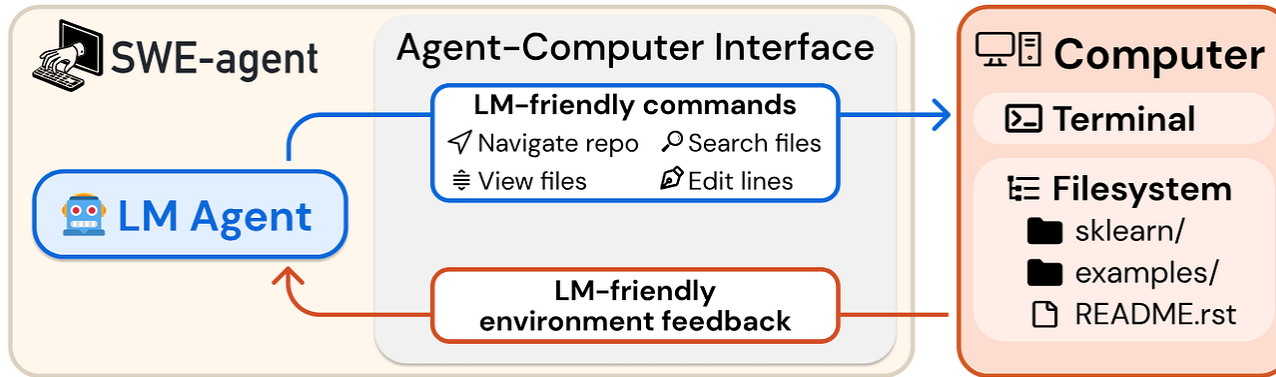 SWE-agent
Agent-Computer Interface
LM-friendly commands
Navigate repo
Search files
View files
Edit lines
LM Agent
LM-friendly
environment feedback
Computer
Terminal
Filesystem
sklearn/
examples/
README.rst